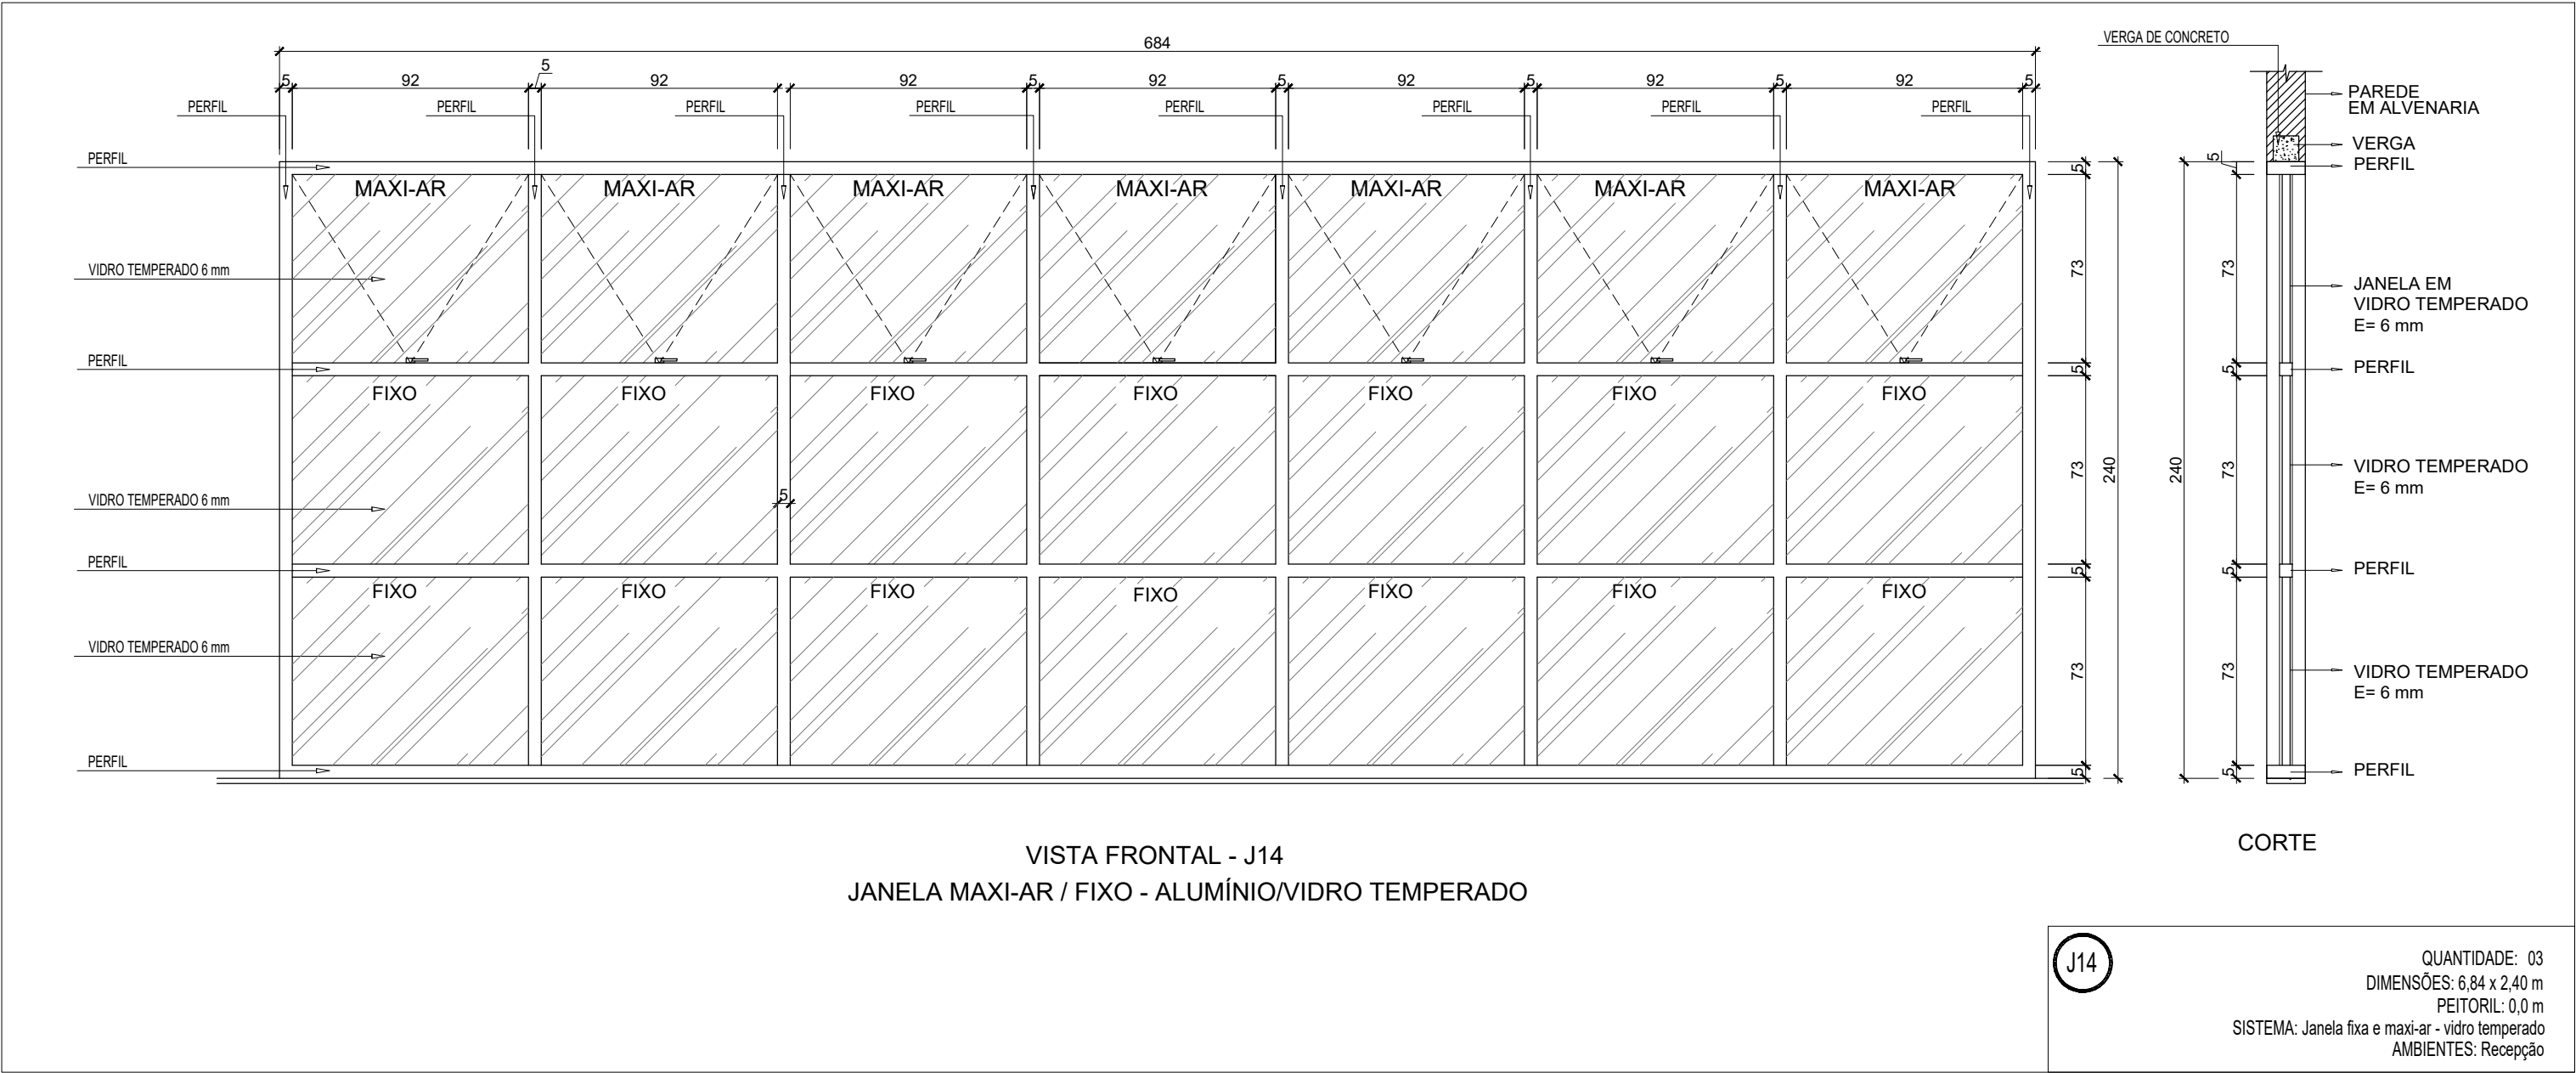 684
VERGA DE CONCRETO
5 92 5 92 5 92 5 92 5 92 5 92 5 92 5
PERFIL PERFIL PERFIL PERFIL PERFIL PERFIL PERFIL PERFIL
PAREDE
EM ALVENARIA
VERGA
PERFIL
PERFIL
5
5
MAXI-AR MAXI-AR MAXI-AR MAXI-AR MAXI-AR MAXI-AR MAXI-AR
VIDRO TEMPERADO 6 mm
73
73
JANELA EM
VIDRO TEMPERADO
E= 6 mm
PERFIL
5
5
PERFIL
FIXO FIXO FIXO FIXO FIXO FIXO FIXO
73
240
240
73
VIDRO TEMPERADO
E= 6 mm
VIDRO TEMPERADO 6 mm
5
PERFIL
5
5
PERFIL
FIXO FIXO FIXO FIXO FIXO FIXO FIXO
VIDRO TEMPERADO 6 mm
73
73
VIDRO TEMPERADO
E= 6 mm
PERFIL
5
5
PERFIL
VISTA FRONTAL - J14
JANELA MAXI-AR / FIXO - ALUMÍNIO/VIDRO TEMPERADO
CORTE
J14
QUANTIDADE: 03
DIMENSÕES: 6,84 x 2,40 m
PEITORIL: 0,0 m
SISTEMA: Janela fixa e maxi-ar - vidro temperado
AMBIENTES: Recepção